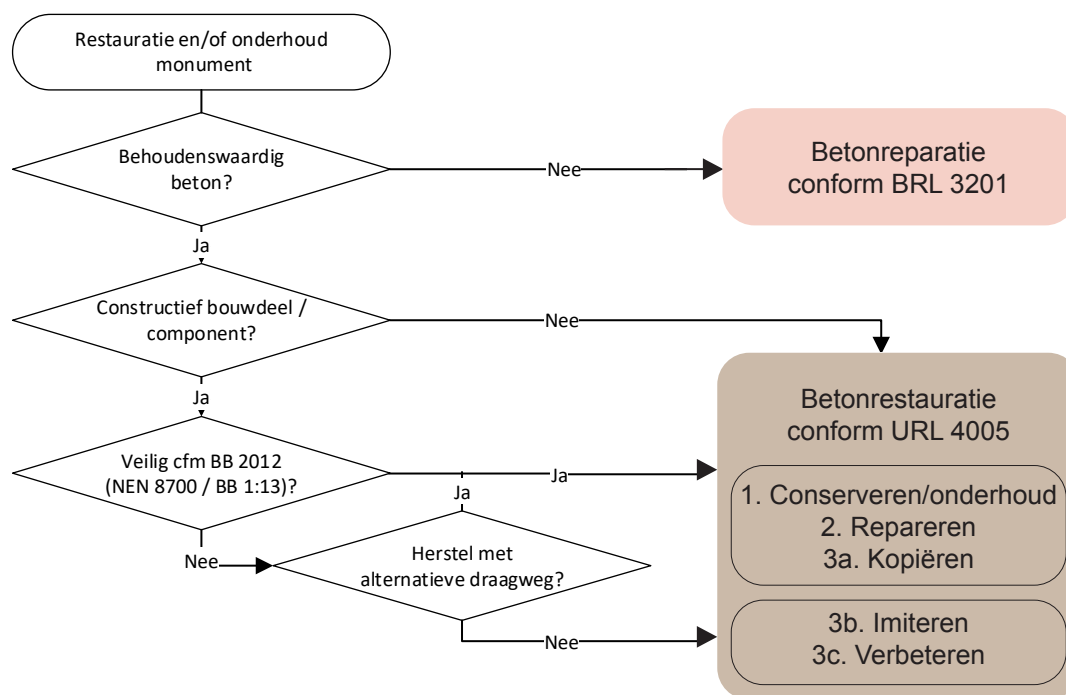 Restauratie en/of onderhoud
monument
Behoudenswaardig
beton?
Nee
Betonreparatie
conform BRL 3201
Ja
Constructief bouwdeel /
component?
Nee
Ja
Betonrestauratie
conform URL 4005
Veilig cfm BB 2012
(NEN 8700 / BB 1:13)?
Ja
1. Conserveren/onderhoud
2. Repareren
3a. Kopiëren
Ja
Nee
Herstel met
alternatieve draagweg?
Nee
3b. Imiteren
3c. Verbeteren